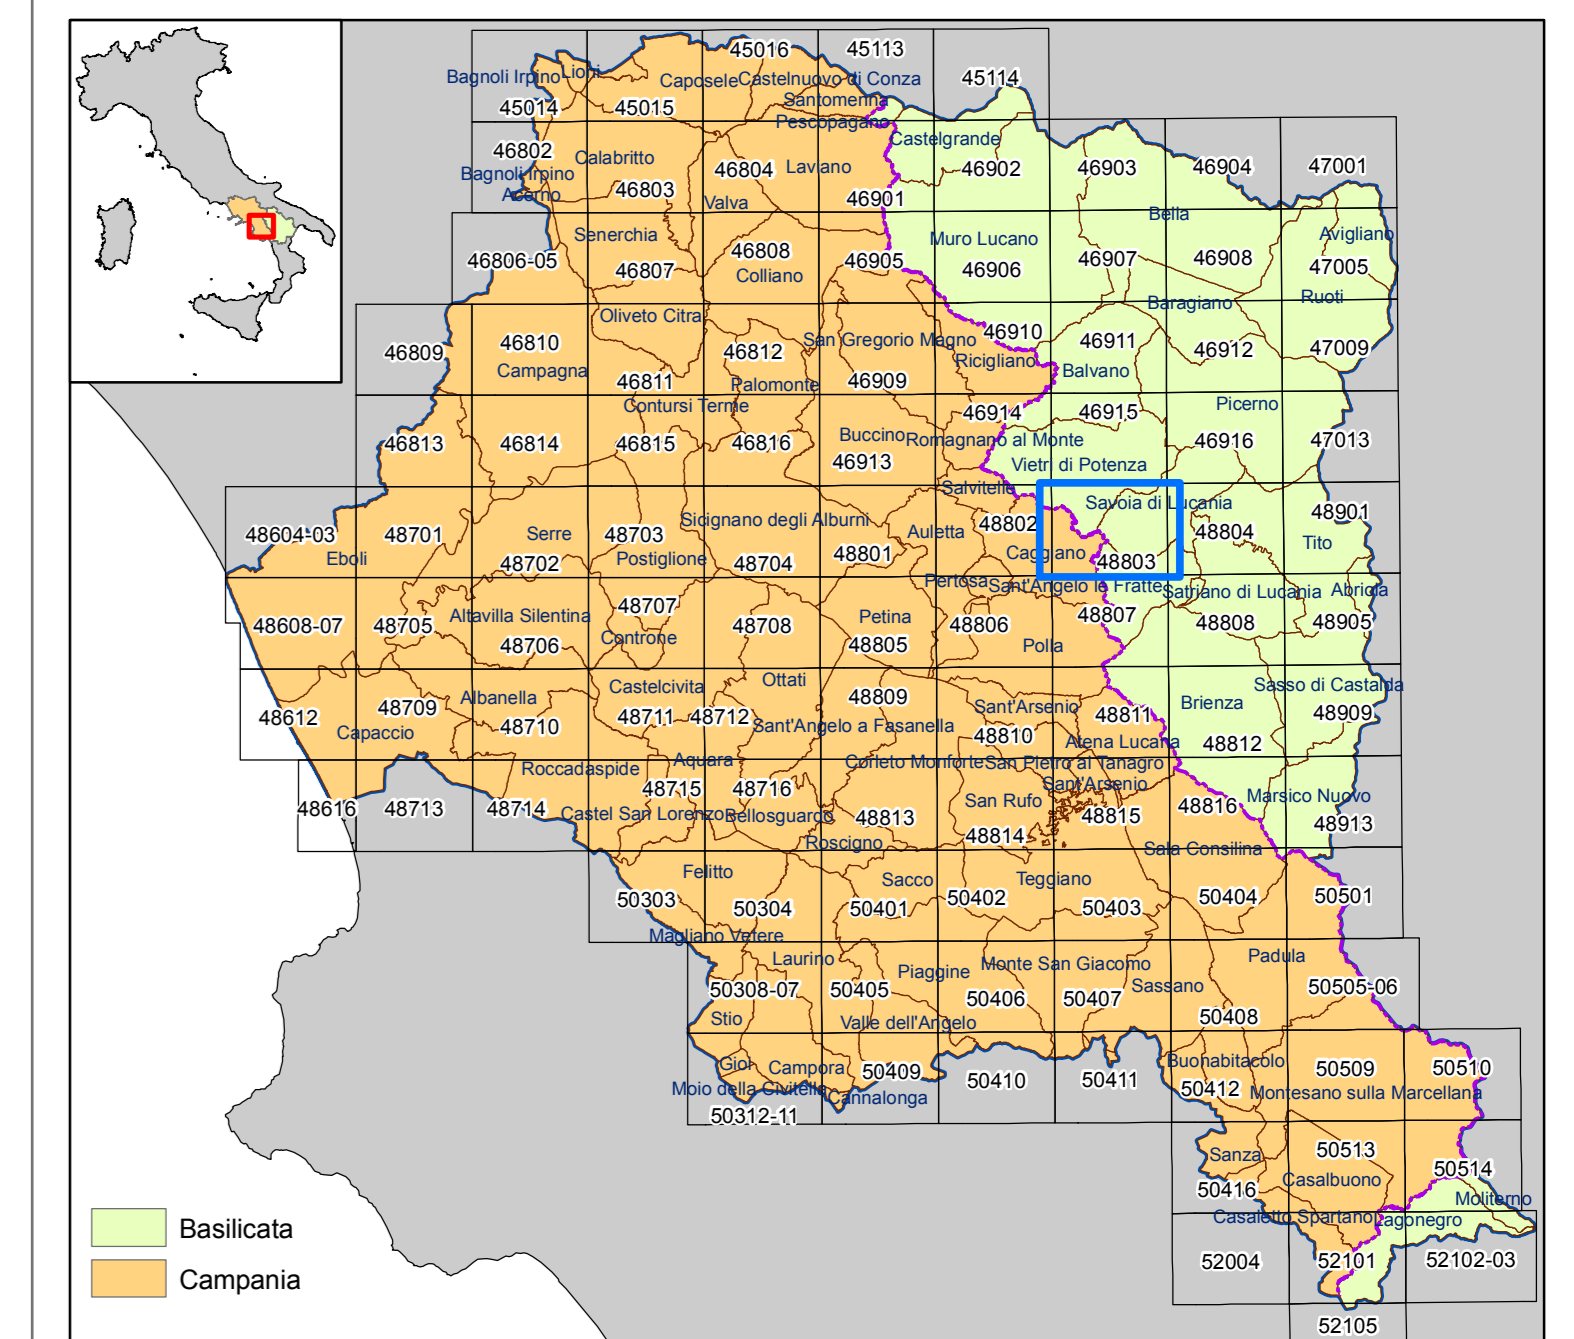 45016
45113
Bagnoli Irpino
Lioni
Caposele
Castelnuovo di Conza
45114
45014
45015
Santomenna
Pescopagano
Castelgrande
46802
Calabritto
46804
Laviano
46902
46903
46904
47001
Bagnoli Irpino
Acerno
46803
Valva
46901
Bella
Senerchia
Muro Lucano
Avigliano
46806-05
46807
46808
Colliano
46905
46906
46907
46908
47005
Oliveto Citra
Baragiano
Ruoti
46809
46810
Campagna
46812
San Gregorio Magno
46910
Ricigliano
46911
46912
47009
46811
Palomonte
46909
Balvano
Contursi Terme
46914
46915
Picerno
46813
46814
46815
46816
Buccino
Romagnano al Monte
46916
47013
46913
Vietri di Potenza
Salvitelle
Savoia di Lucania
48604-03
Eboli
48701
Serre
48703
Sicignano degli Alburni
Auletta
48802
48804
48901
Tito
48702
Postiglione
48704
48801
Caggiano
48803
Pertosa
Sant'Angelo le Fratte
Satriano di Lucania
Abriola
48608-07
48705
Altavilla Silentina
48707
48708
Petina
48806
48807
48808
48905
48706
Controne
48805
Polla
Castelcivita
Ottati
48809
Sasso di Castalda
48612
48709
Albanella
48711
48712
Sant'Arsenio
48811
Brienza
48909
Capaccio
48710
Sant'Angelo a Fasanella
48810
Atena Lucana
48812
Roccadaspide
Aquara
Corleto Monforte
San Pietro al Tanagro
Sant'Arsenio
48616
48713
48714
48715
48716
San Rufo
48816
Marsico Nuovo
Castel San Lorenzo
Bellosguardo
48813
48815
48913
Roscigno
48814
Sala Consilina
Felitto
Sacco
Teggiano
50303
50304
50401
50402
50403
50404
50501
Magliano Vetere
Laurino
Piaggine
Monte San Giacomo
Padula
50308-07
50405
50406
50407
Sassano
50505-06
Stio
Valle dell'Angelo
50408
Gioi
Campora
50409
50410
50411
Buonabitacolo
50509
50510
Moio della Civitella
Cannalonga
50412
Montesano sulla Marcellana
50312-11
Sanza
50513
50416
Casalbuono
50514
Moliterno
Casaletto Spartano
Lagonegro
Basilicata
52004
52101
52102-03
Campania
52105